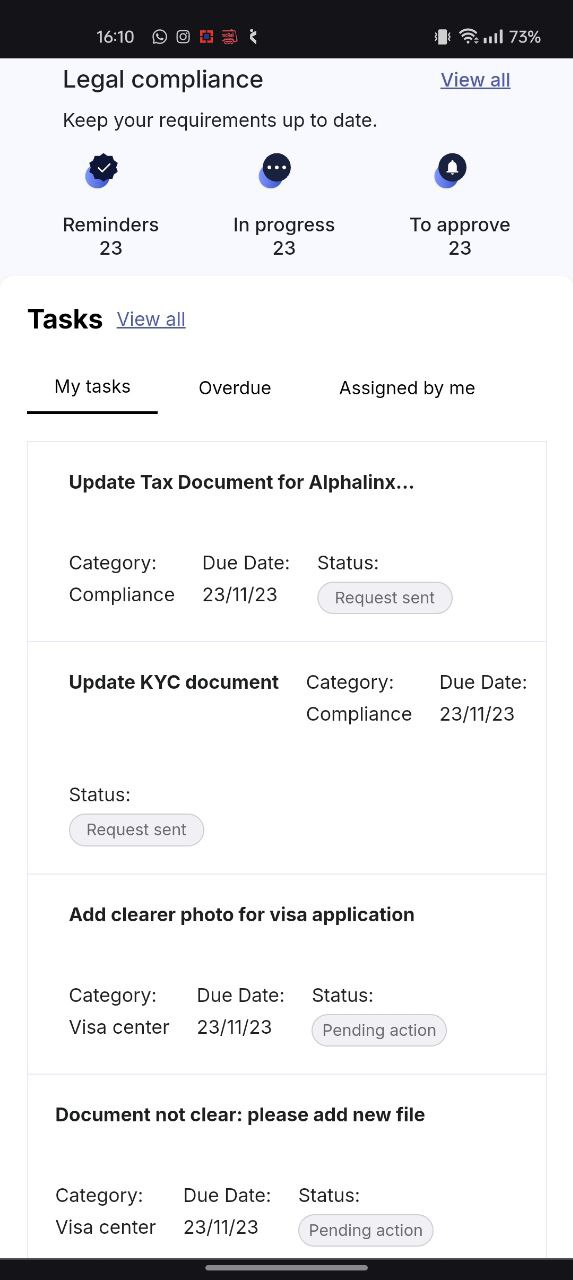 16:10 73%
Legal compliance View all
Keep your requirements up to date.
Reminders In progress To approve
23 23 23
Tasks View all
My tasks Overdue Assigned by me
Update Tax Document for Alphalinx...
Category: Due Date: Status:
Compliance 23/11/23 Request sent
Update KYC document Category: Due Date:
Compliance 23/11/23
Status:
Request sent
Add clearer photo for visa application
Category: Due Date: Status:
Visa center 23/11/23 Pending action
Document not clear: please add new file
Category: Due Date: Status:
Visa center 23/11/23 Pending action